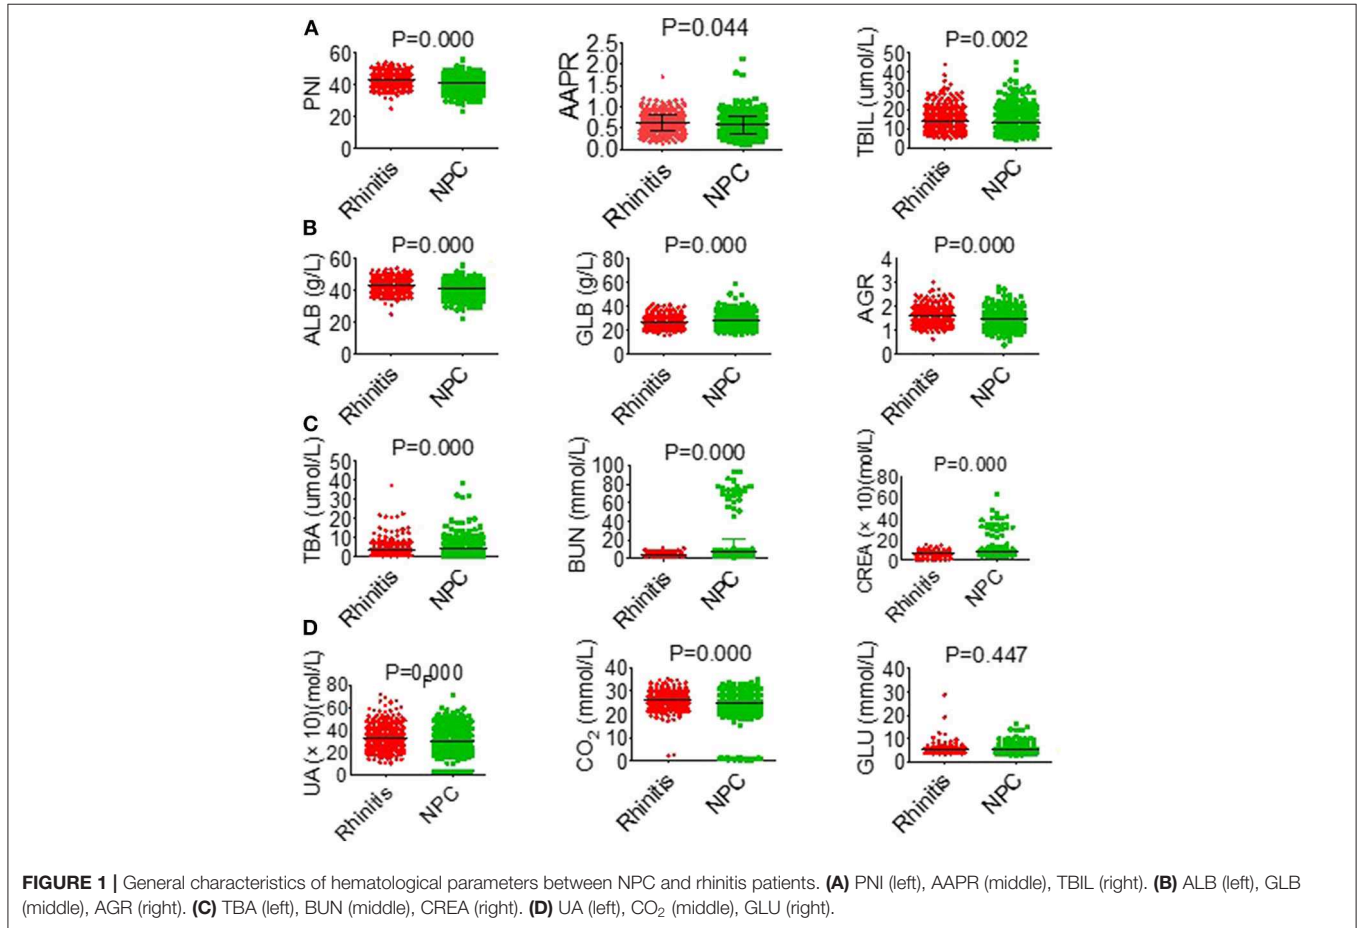 A
P=0.000
PNI
60
40
20
0
Rhinitis
NPC
P=0.044
AAPR
2.5
2.0
1.5
1.0
0.5
0.0
Rhinitis
NPC
P=0.002
TBIL (umol/L)
50
40
30
20
10
0
Rhinitis
NPC
B
P=0.000
ALB (g/L)
60
40
20
0
Rhinitis
NPC
P=0.000
GLB (g/L)
80
60
40
20
0
Rhinitis
NPC
P=0.000
AGR
4
3
2
1
0
Rhinitis
NPC
C
P=0.000
TBA (umol/L)
50
40
30
20
10
0
Rhinitis
NPC
P=0.000
BUN (mmol/L)
100
80
60
40
20
0
Rhinitis
NPC
P=0.000
CREA (× 10)(mol/L)
80
60
40
20
0
Rhinitis
NPC
D
P=0.000
UA (× 10)(mol/L)
80
60
40
20
0
Rhinitis
NPC
P=0.000
CO2 (mmol/L)
40
30
20
10
0
Rhinitis
NPC
P=0.447
GLU (mmol/L)
40
30
20
10
0
Rhinitis
NPC
FIGURE 1 | General characteristics of hematological parameters between NPC and rhinitis patients. (A) PNI (left), AAPR (middle), TBIL (right). (B) ALB (left), GLB
(middle), AGR (right). (C) TBA (left), BUN (middle), CREA (right). (D) UA (left), CO2 (middle), GLU (right).